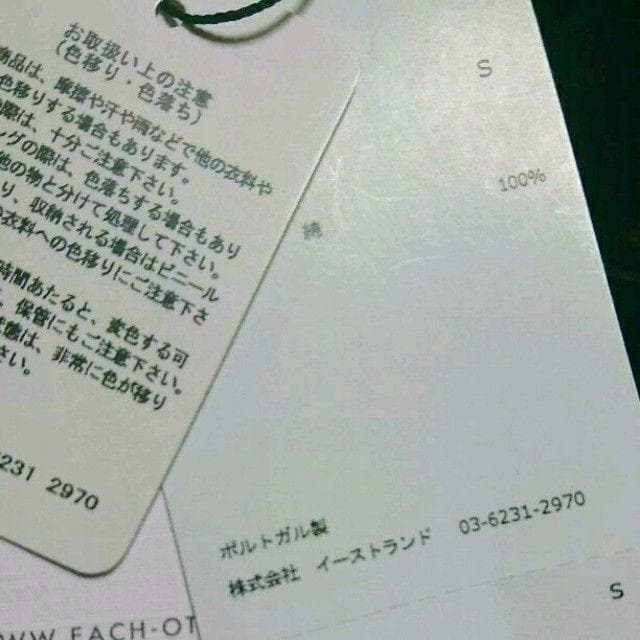 お取扱い上の注意
(色移り・色落ち)
商品は、摩擦や汗や雨などで他の衣料や
色移りする場合もあります。
際は、十分ご注意下さい。
ングの際は、色落ちする場合もあり
他の物と分けて処理して下さい。
り、収納される場合はビニール
衣料への色移りにご注意下さ
時間あたると、変色する可
、保管にもご注意下さい。
は、非常に色が移り
さい。
6231 2970
S
綿 100%
ポルトガル製
株式会社 イーストランド 03-6231-2970
S
WWW.EACH-OT